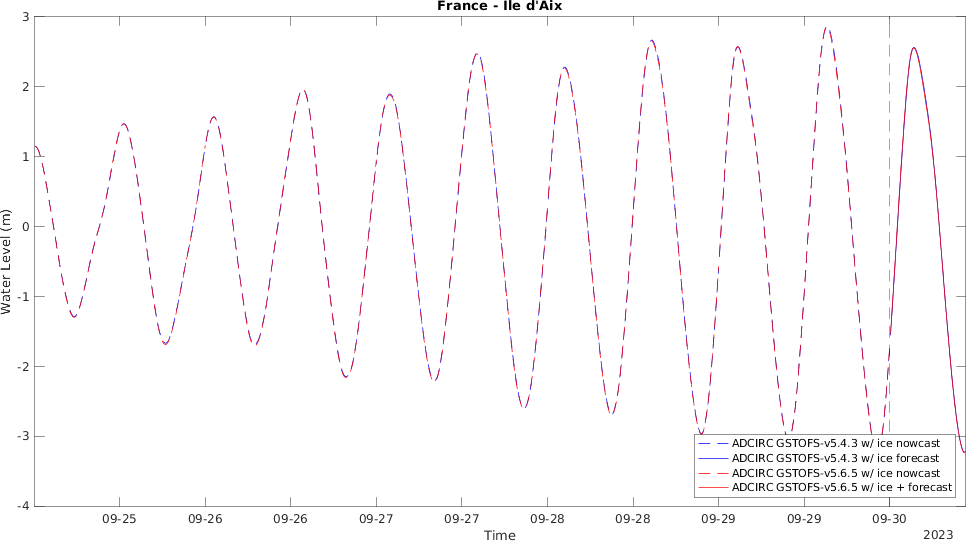 France - Ile d'Aix
3
2
1
0
-1
-2
-3
-4
Water Level (m)
ADCIRC GSTOFS-v5.4.3 w/ ice nowcast
ADCIRC GSTOFS-v5.4.3 w/ ice forecast
ADCIRC GSTOFS-v5.6.5 w/ ice nowcast
ADCIRC GSTOFS-v5.6.5 w/ ice + forecast
09-25 09-26 09-26 09-27 09-27 09-28 09-28 09-29 09-29 09-30
Time
2023